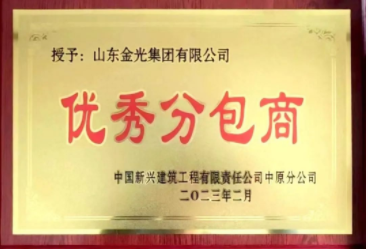 授予：山东金光集团有限公司
优秀分包商
中国新兴建筑工程有限责任公司中原分公司
二〇二三年二月